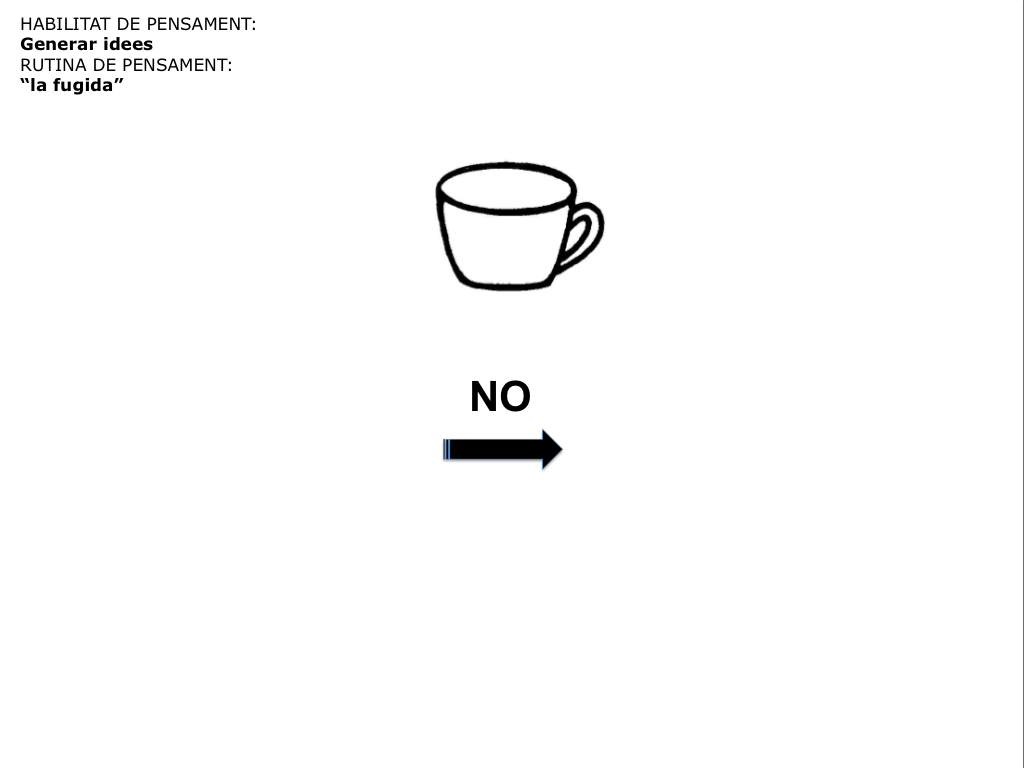 HABILITAT DE PENSAMENT:
Generar idees
RUTINA DE PENSAMENT:
“la fugida”
NO